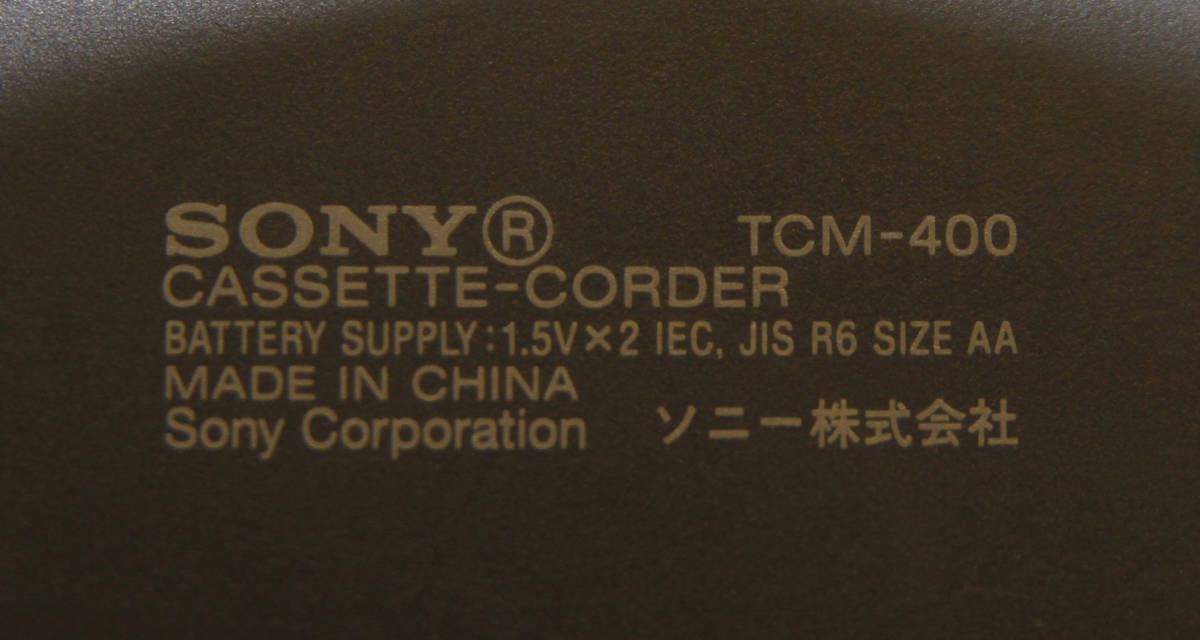 SONY® TCM-400
CASSETTE-CORDER
BATTERY SUPPLY:1.5V×2 IEC, JIS R6 SIZE AA
MADE IN CHINA
Sony Corporation ソニー株式会社